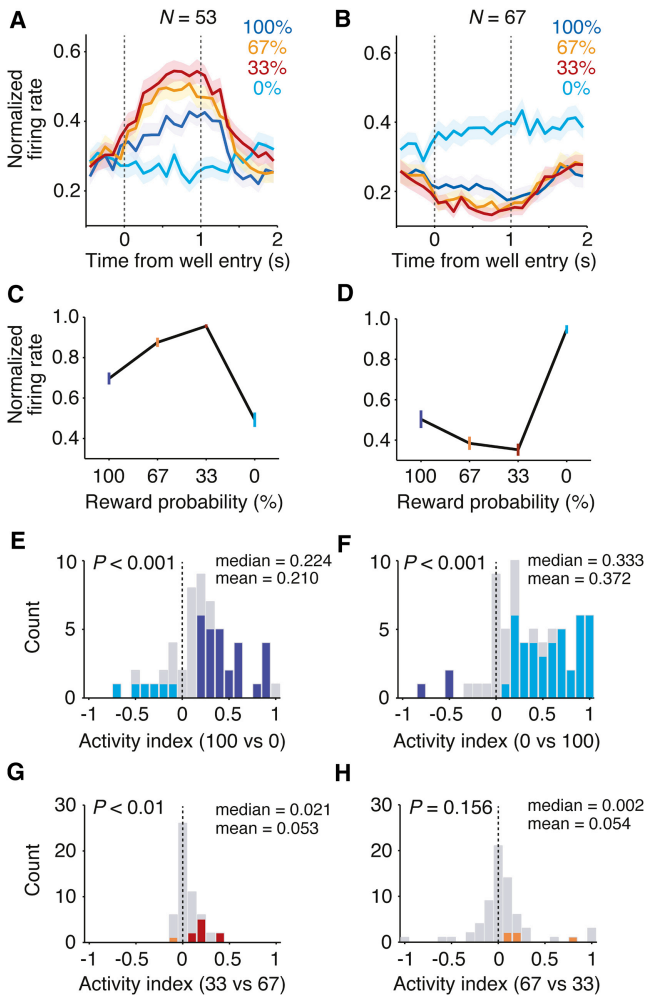 A
N = 53
100%
67%
33%
0%
0.6
0.4
0.2
Normalized
firing rate
0
1
2
Time from well entry (s)
B
N = 67
100%
67%
33%
0%
0.6
0.4
0.2
0
1
2
Time from well entry (s)
C
1.0
0.8
0.6
0.4
Normalized
firing rate
100
67
33
0
Reward probability (%)
D
1.0
0.8
0.6
0.4
100
67
33
0
Reward probability (%)
E
P < 0.001
median = 0.224
mean = 0.210
10
5
0
Count
-1
-0.5
0
0.5
1
Activity index (100 vs 0)
F
P < 0.001
median = 0.333
mean = 0.372
10
5
0
-1
-0.5
0
0.5
1
Activity index (0 vs 100)
G
P < 0.01
median = 0.021
mean = 0.053
30
20
10
0
Count
-1
-0.5
0
0.5
1
Activity index (33 vs 67)
H
P = 0.156
median = 0.002
mean = 0.054
30
20
10
0
-1
-0.5
0
0.5
1
Activity index (67 vs 33)